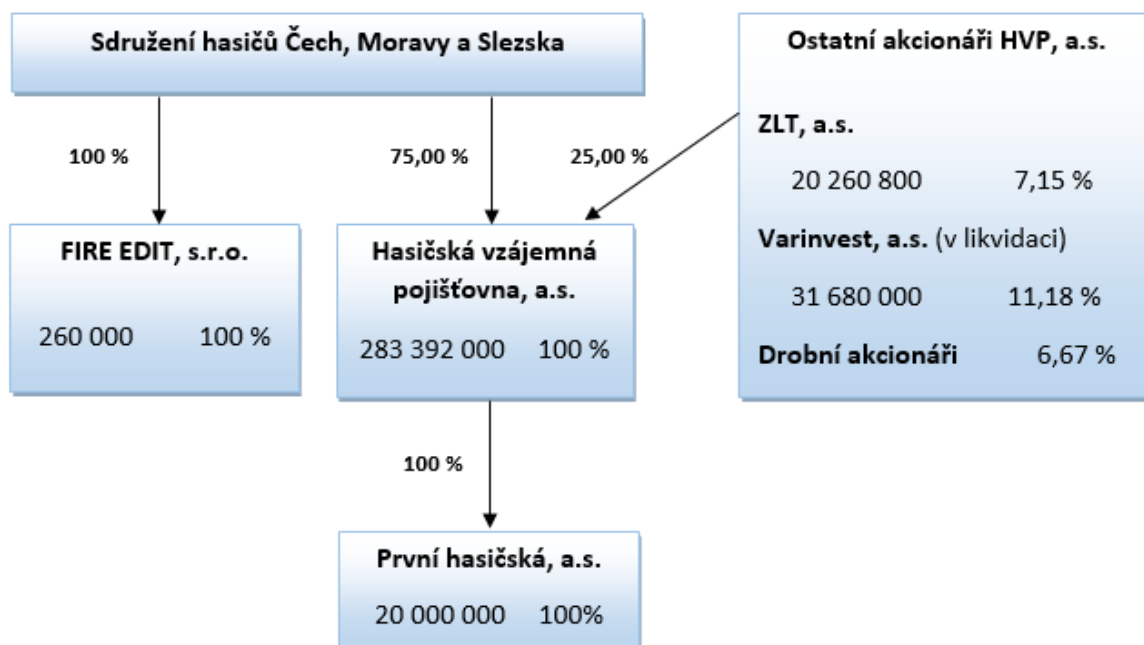 Sdružení hasičů Čech, Moravy a Slezska
100 %
75,00 %
25,00 %
FIRE EDIT, s.r.o.
260 000 100 %
Hasičská vzájemná
pojišťovna, a.s.
283 392 000 100 %
100 %
První hasičská, a.s.
20 000 000 100%
Ostatní akcionáři HVP, a.s.
ZLT, a.s.
20 260 800 7,15 %
Varinvest, a.s. (v likvidaci)
31 680 000 11,18 %
Drobní akcionáři 6,67 %